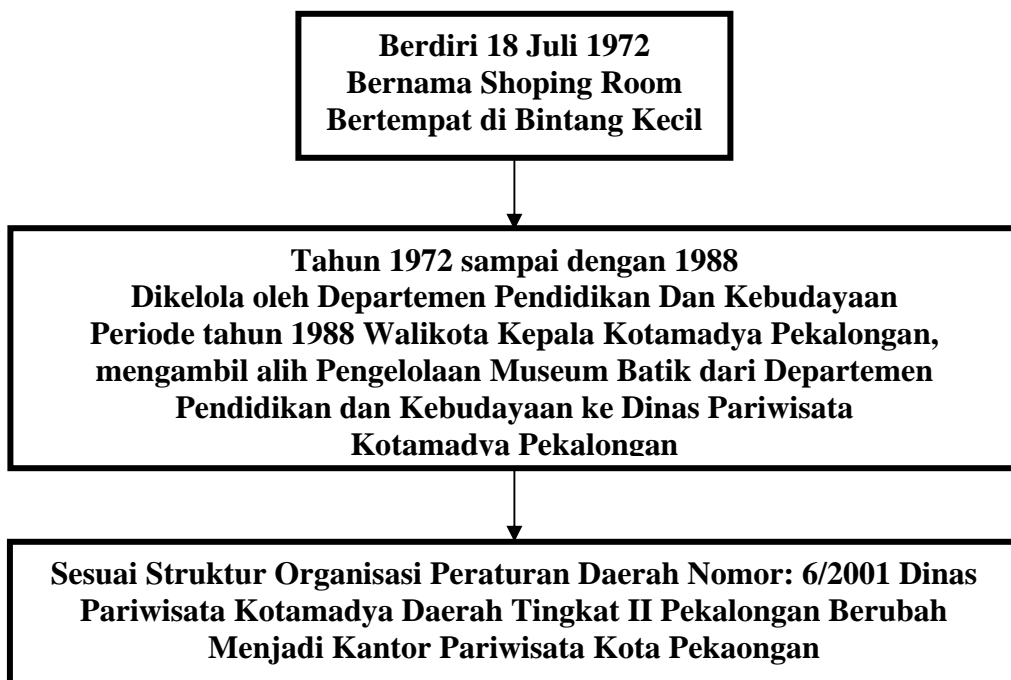 Berdiri 18 Juli 1972
Bernama Shoping Room
Bertempat di Bintang Kecil
Tahun 1972 sampai dengan 1988
Dikelola oleh Departemen Pendidikan Dan Kebudayaan
Periode tahun 1988 Walikota Kepala Kotamadya Pekalongan,
mengambil alih Pengelolaan Museum Batik dari Departemen
Pendidikan dan Kebudayaan ke Dinas Pariwisata
Kotamadya Pekalongan
Sesuai Struktur Organisasi Peraturan Daerah Nomor: 6/2001 Dinas
Pariwisata Kotamadya Daerah Tingkat II Pekalongan Berubah
Menjadi Kantor Pariwisata Kota Pekaongan